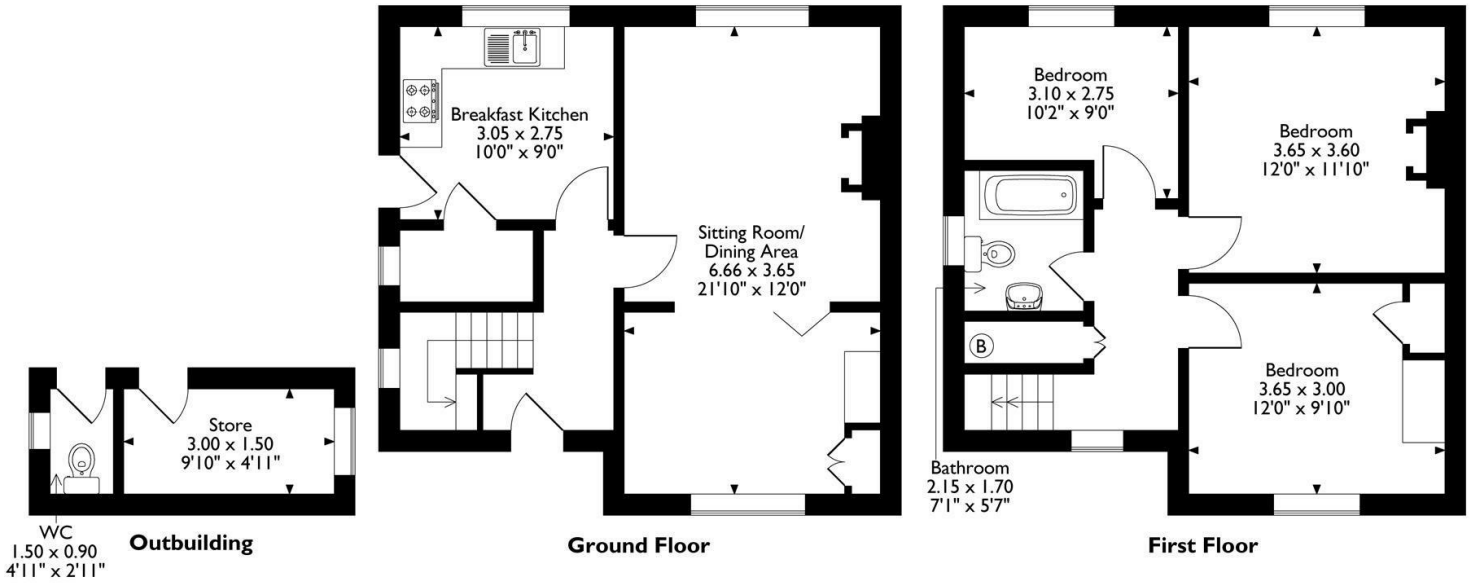 Breakfast Kitchen
3.05 x 2.75
10'0" x 9'0"
Sitting Room/
Dining Area
6.66 x 3.65
21'10" x 12'0"
Bedroom
3.10 x 2.75
10'2" x 9'0"
Bedroom
3.65 x 3.60
12'0" x 11'10"
Bedroom
3.65 x 3.00
12'0" x 9'10"
B
Bathroom
2.15 x 1.70
7'1" x 5'7"
Store
3.00 x 1.50
9'10" x 4'11"
WC
1.50 x 0.90
4'11" x 2'11"
Outbuilding
Ground Floor
First Floor